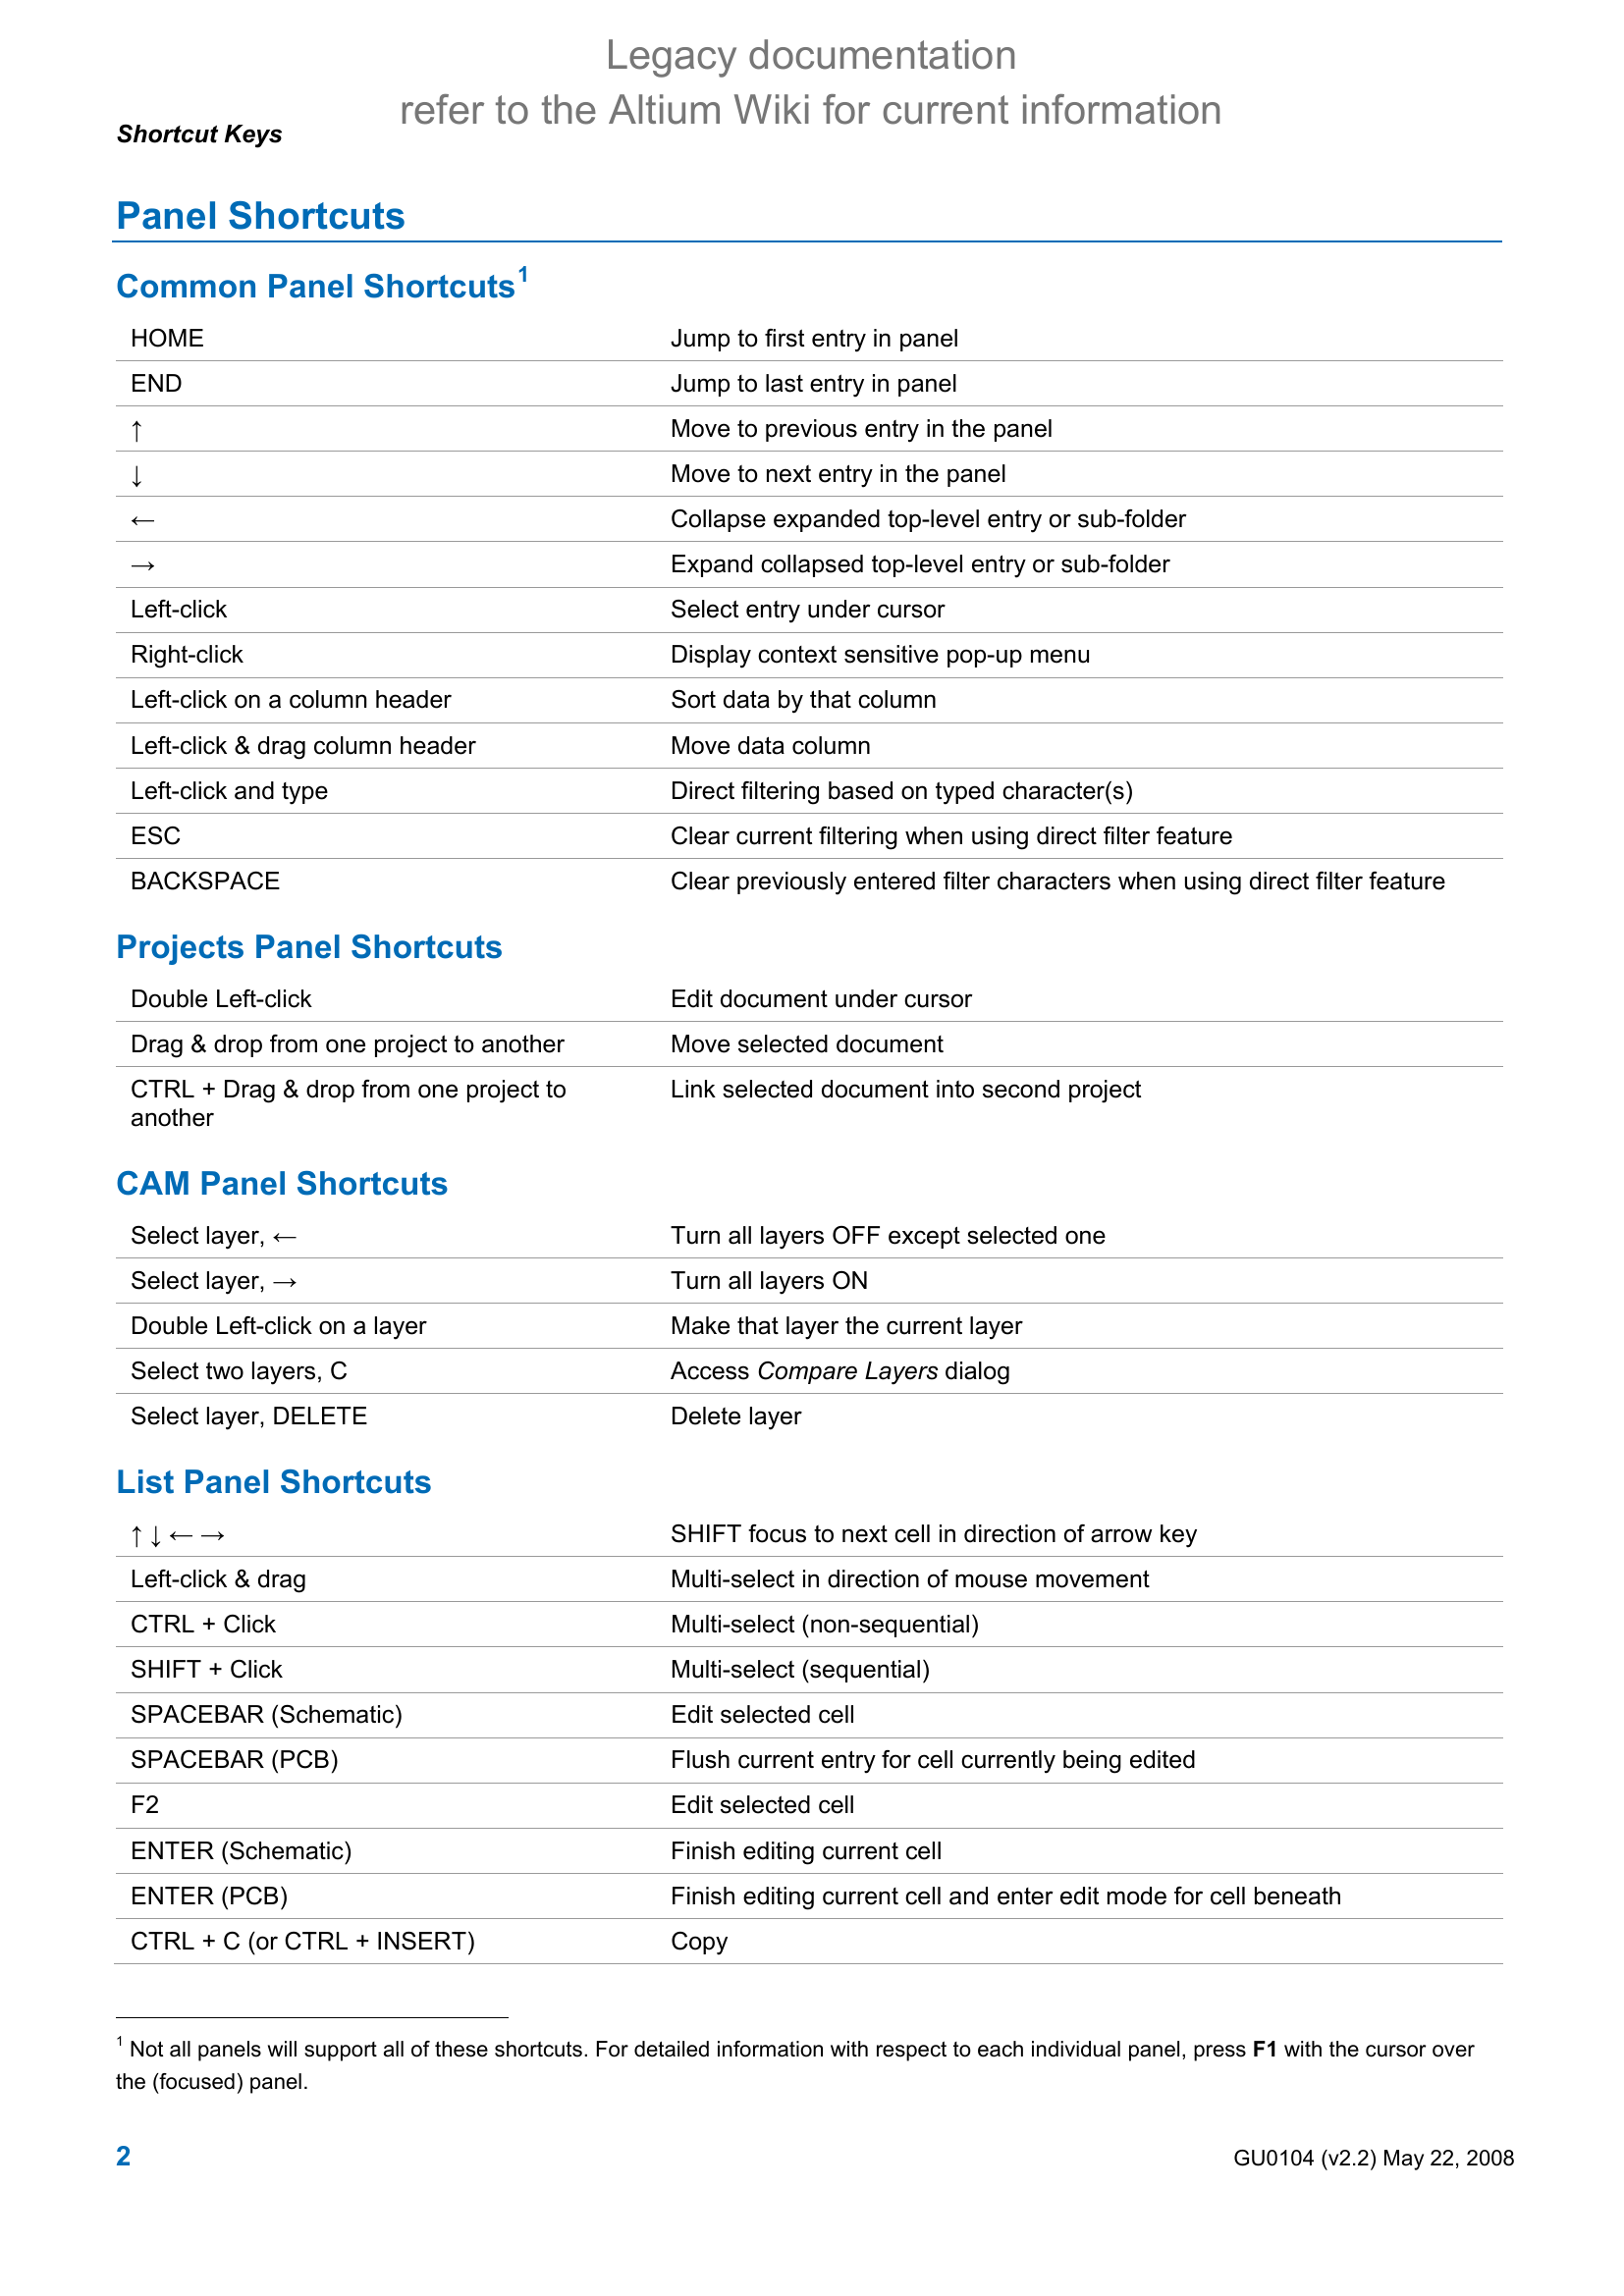 Legacy documentation
refer to the Altium Wiki for current information
Shortcut Keys
Panel Shortcuts
Common Panel Shortcuts1
HOME Jump to first entry in panel
END Jump to last entry in panel
↑ Move to previous entry in the panel
↓ Move to next entry in the panel
← Collapse expanded top-level entry or sub-folder
→ Expand collapsed top-level entry or sub-folder
Left-click Select entry under cursor
Right-click Display context sensitive pop-up menu
Left-click on a column header Sort data by that column
Left-click & drag column header Move data column
Left-click and type Direct filtering based on typed character(s)
ESC Clear current filtering when using direct filter feature
BACKSPACE Clear previously entered filter characters when using direct filter feature
Projects Panel Shortcuts
Double Left-click Edit document under cursor
Drag & drop from one project to another Move selected document
CTRL + Drag & drop from one project to Link selected document into second project
another
CAM Panel Shortcuts
Select layer, ← Turn all layers OFF except selected one
Select layer, → Turn all layers ON
Double Left-click on a layer Make that layer the current layer
Select two layers, C Access Compare Layers dialog
Select layer, DELETE Delete layer
List Panel Shortcuts
↑ ↓ ← → SHIFT focus to next cell in direction of arrow key
Left-click & drag Multi-select in direction of mouse movement
CTRL + Click Multi-select (non-sequential)
SHIFT + Click Multi-select (sequential)
SPACEBAR (Schematic) Edit selected cell
SPACEBAR (PCB) Flush current entry for cell currently being edited
F2 Edit selected cell
ENTER (Schematic) Finish editing current cell
ENTER (PCB) Finish editing current cell and enter edit mode for cell beneath
CTRL + C (or CTRL + INSERT) Copy
1 Not all panels will support all of these shortcuts. For detailed information with respect to each individual panel, press F1 with the cursor over
the (focused) panel.
2 GU0104 (v2.2) May 22, 2008